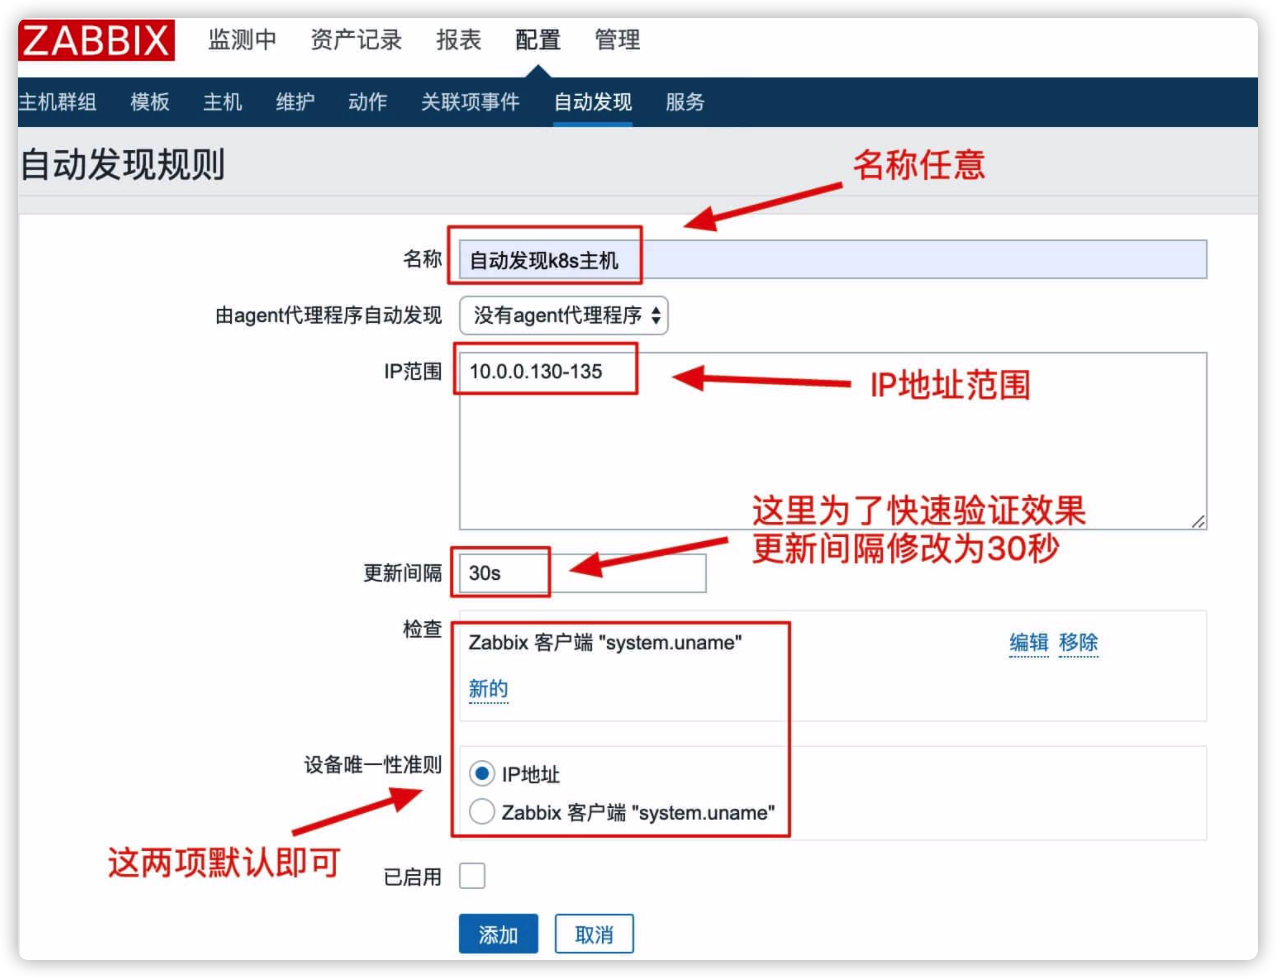 ZABBIX 监测中 资产记录 报表 配置 管理
主机群组 模板 主机 维护 动作 关联项事件 自动发现 服务
自动发现规则
名称任意
名称 自动发现k8s主机
由agent代理程序自动发现 没有agent代理程序
IP范围 10.0.0.130-135
IP地址范围
这里为了快速验证效果
更新间隔修改为30秒
更新间隔 30s
检查 Zabbix 客户端 "system.uname" 编辑 移除
新的
设备唯一性准则 IP地址
Zabbix 客户端 "system.uname"
这两项默认即可
已启用
添加 取消